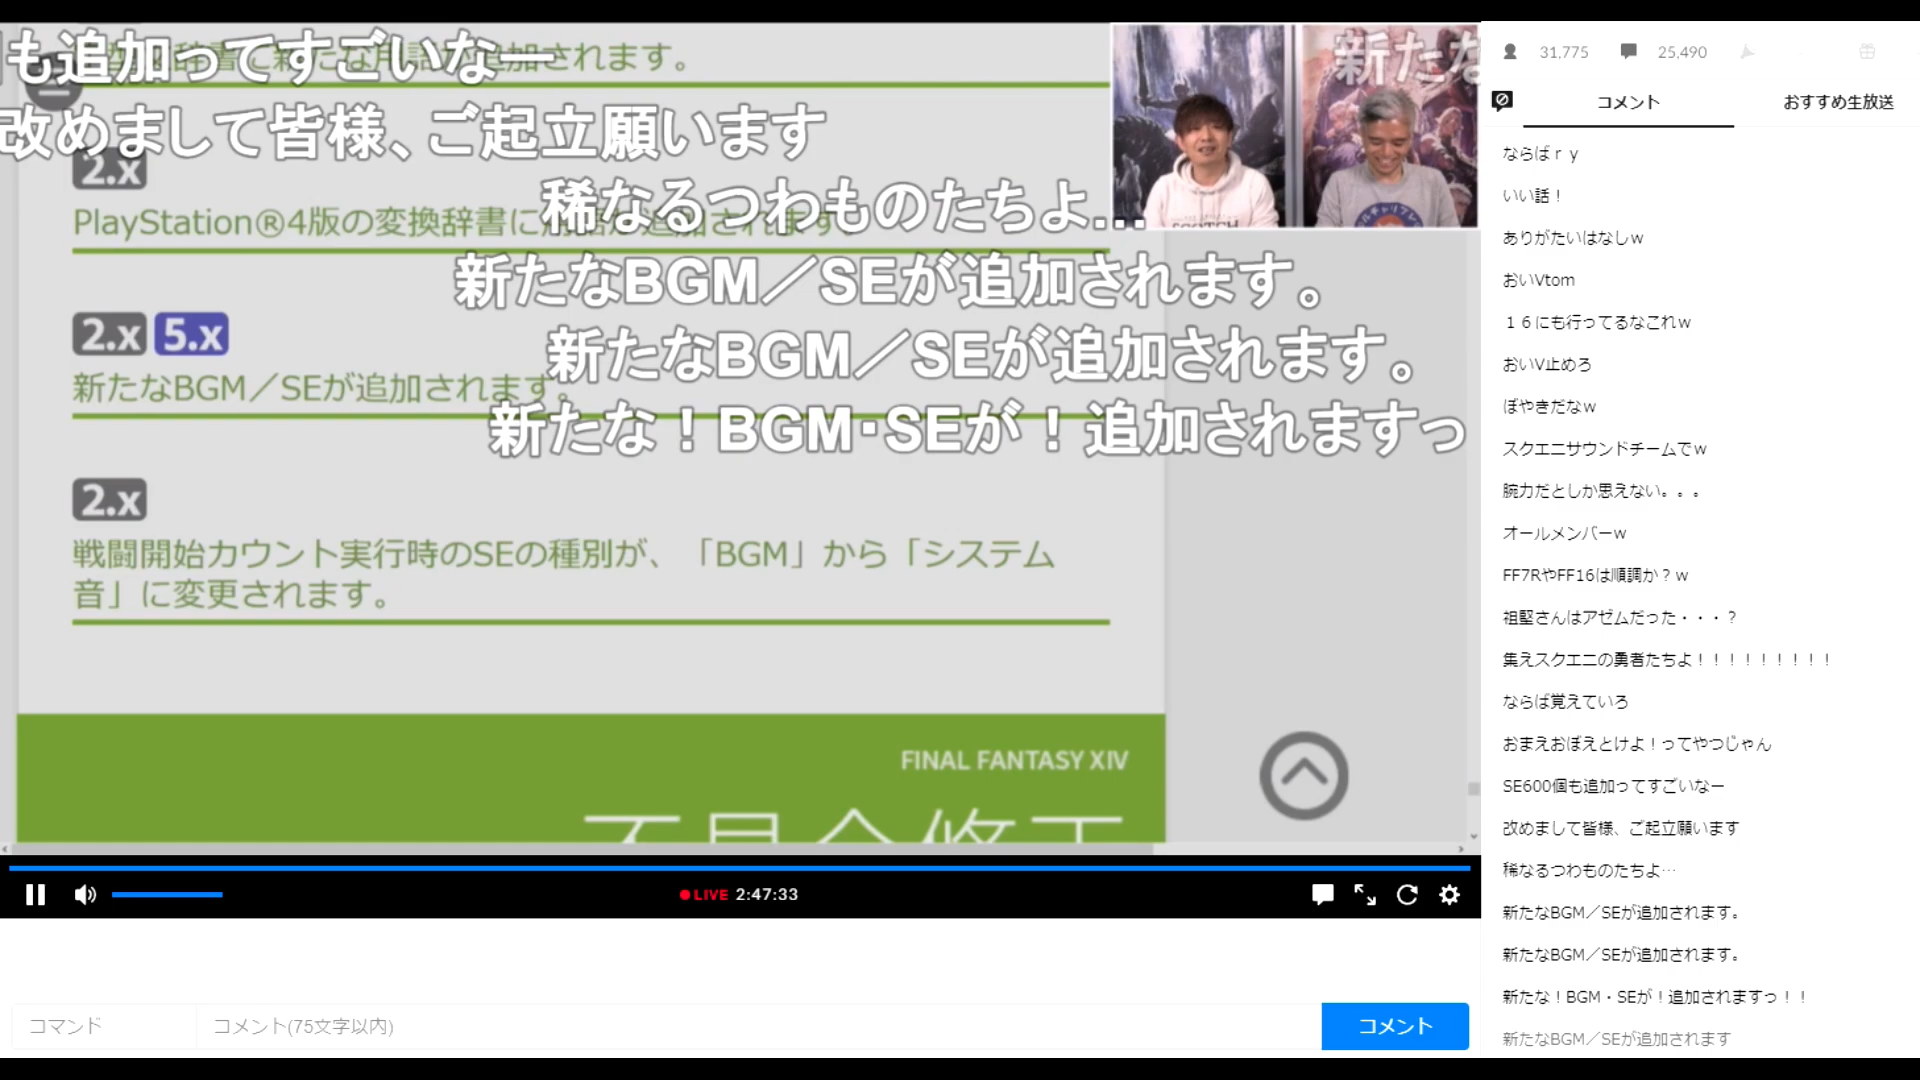 も追加ってすごいなー
改めまして皆様、ご起立願います
稀なるつわものたちよ…
新たなBGM／SEが追加されます。
新たなBGM／SEが追加されます。
新たな！BGM・SEが！追加されますっ
新たな
されます。
2.x
PlayStation®4版の変換辞書に
2.x 5.x
新たなBGM／SEが追加されます。
2.x
戦闘開始カウント実行時のSEの種別が、「BGM」から「システム
音」に変更されます。
FINAL FANTASY XIV
LIVE 2:47:33
コマンド
コメント(75文字以内)
コメント
31,775
25,490
コメント
おすすめ生放送
ならばｒｙ
いい話！
ありがたいはなしｗ
おいVtom
１６にも行ってるなこれｗ
おいV止めろ
ぼやきだなｗ
スクエニサウンドチームでｗ
腕力だとしか思えない。。。
オールメンバーｗ
FF7RやFF16は順調か？ｗ
祖堅さんはアゼムだった・・・？
集えスクエニの勇者たちよ！！！！！！！！！
ならば覚えていろ
おまえおぼえとけよ！ってやつじゃん
SE600個も追加ってすごいなー
改めまして皆様、ご起立願います
稀なるつわものたちよ…
新たなBGM／SEが追加されます。
新たなBGM／SEが追加されます。
新たな！BGM・SEが！追加されますっ！！
新たなBGM／SEが追加されます